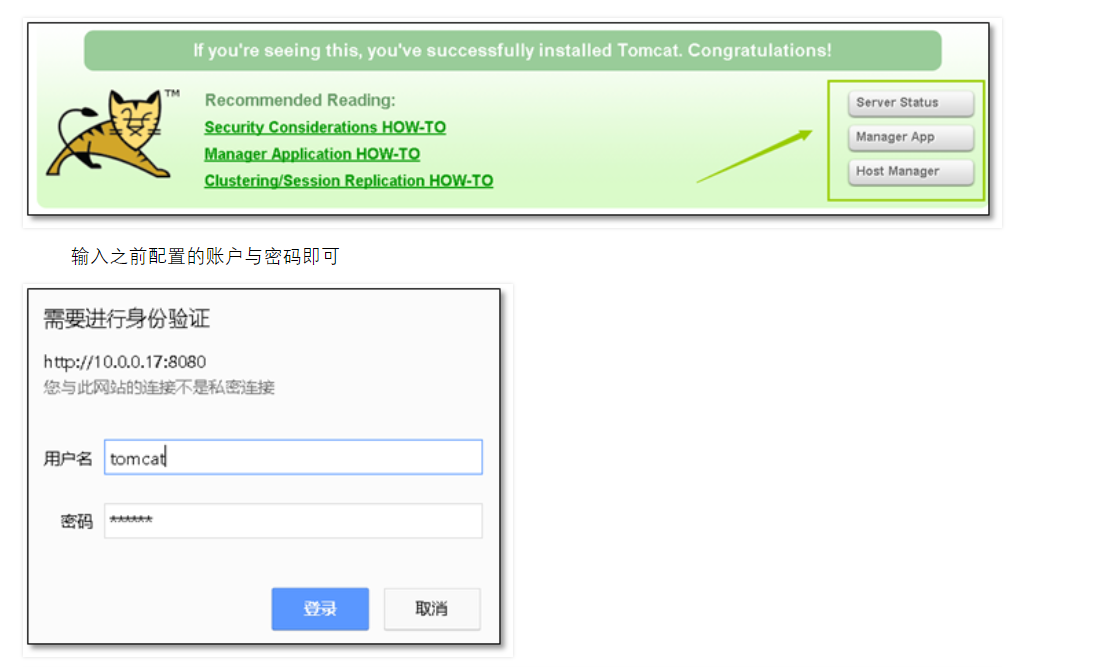 If you're seeing this, you've successfully installed Tomcat. Congratulations!
TM
Recommended Reading:
Security Considerations HOW-TO
Manager Application HOW-TO
Clustering/Session Replication HOW-TO
Server Status
Manager App
Host Manager
输入之前配置的账户与密码即可
需要进行身份验证
http://10.0.0.17:8080
您与此网站的连接不是私密连接
用户名 tomcat
密码 ******
登录 取消